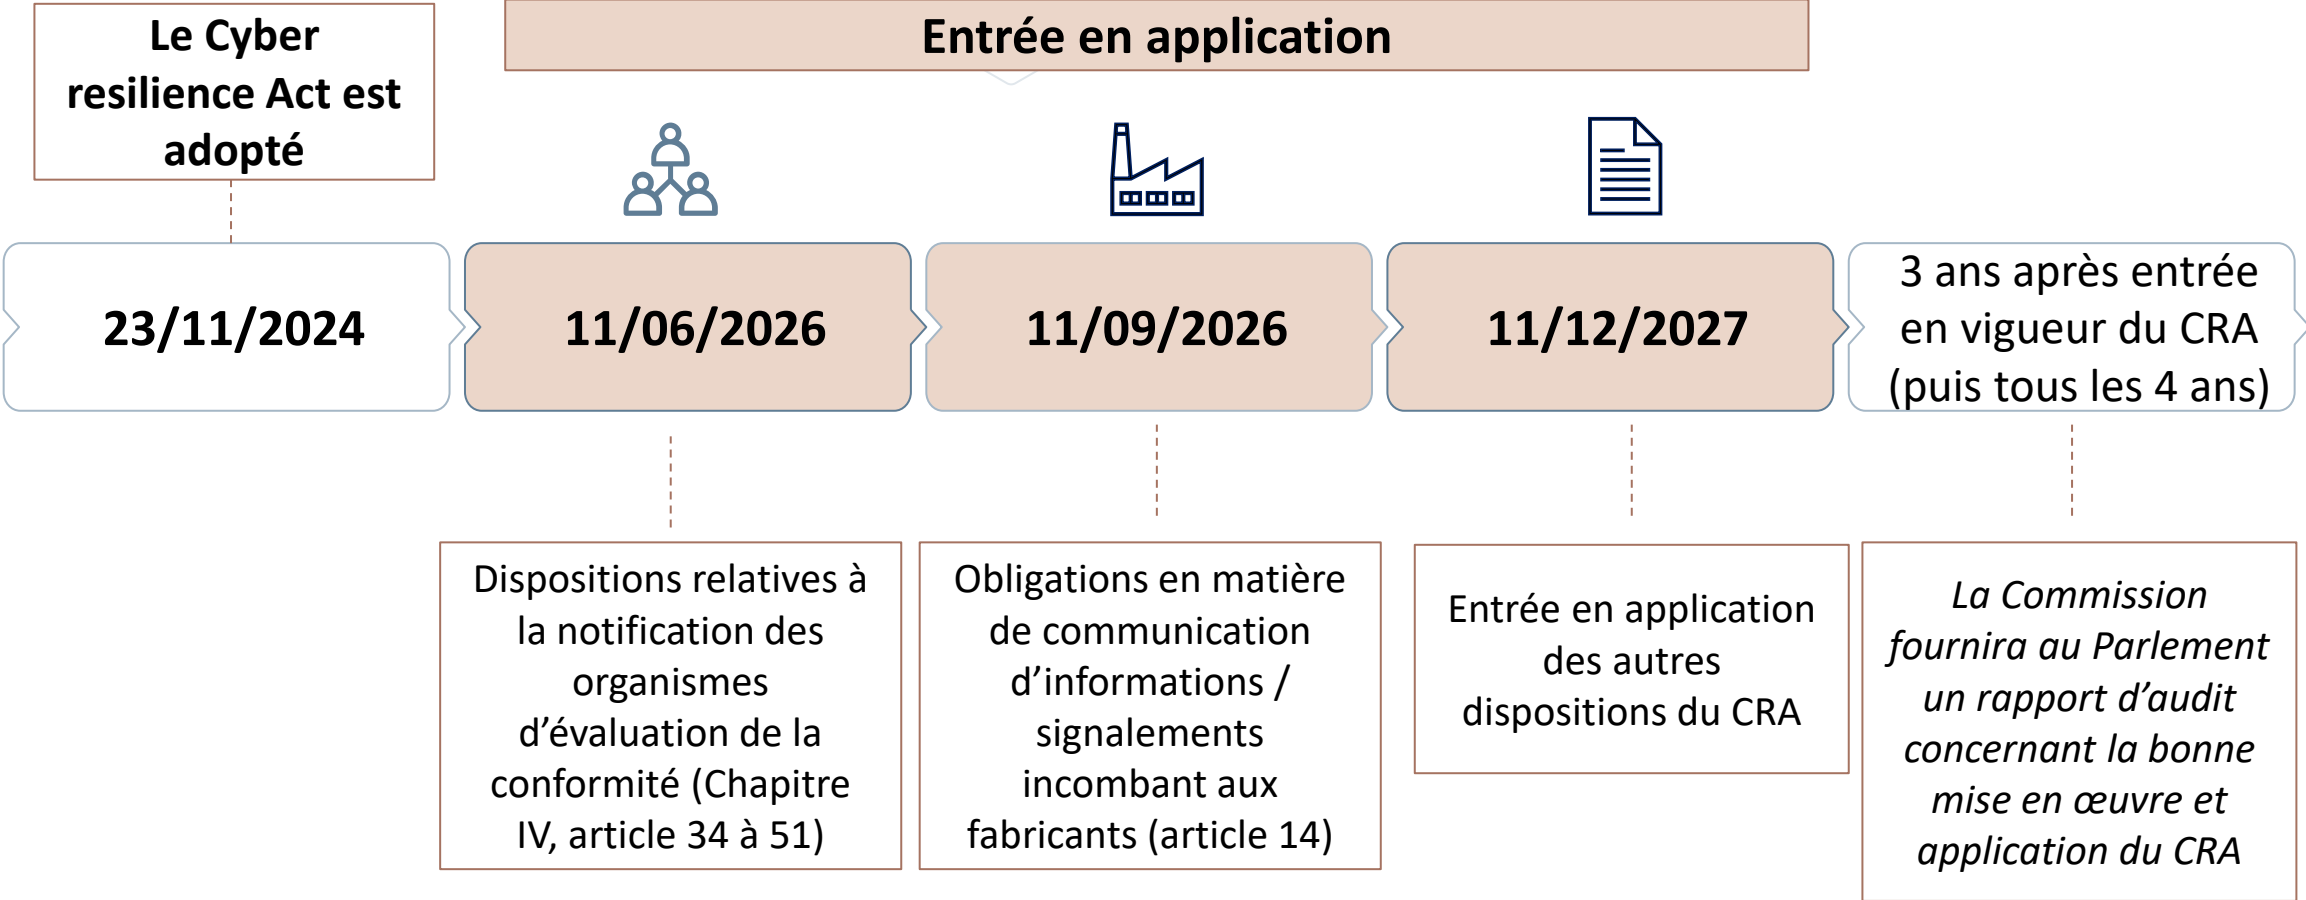 Le Cyber
resilience Act est
adopté
Entrée en application
23/11/2024
11/06/2026
11/09/2026
11/12/2027
3 ans après entrée
en vigueur du CRA
(puis tous les 4 ans)
Dispositions relatives à
la notification des
organismes
d’évaluation de la
conformité (Chapitre
IV, article 34 à 51)
Obligations en matière
de communication
d’informations /
signalements
incombant aux
fabricants (article 14)
Entrée en application
des autres
dispositions du CRA
La Commission
fournira au Parlement
un rapport d’audit
concernant la bonne
mise en œuvre et
application du CRA